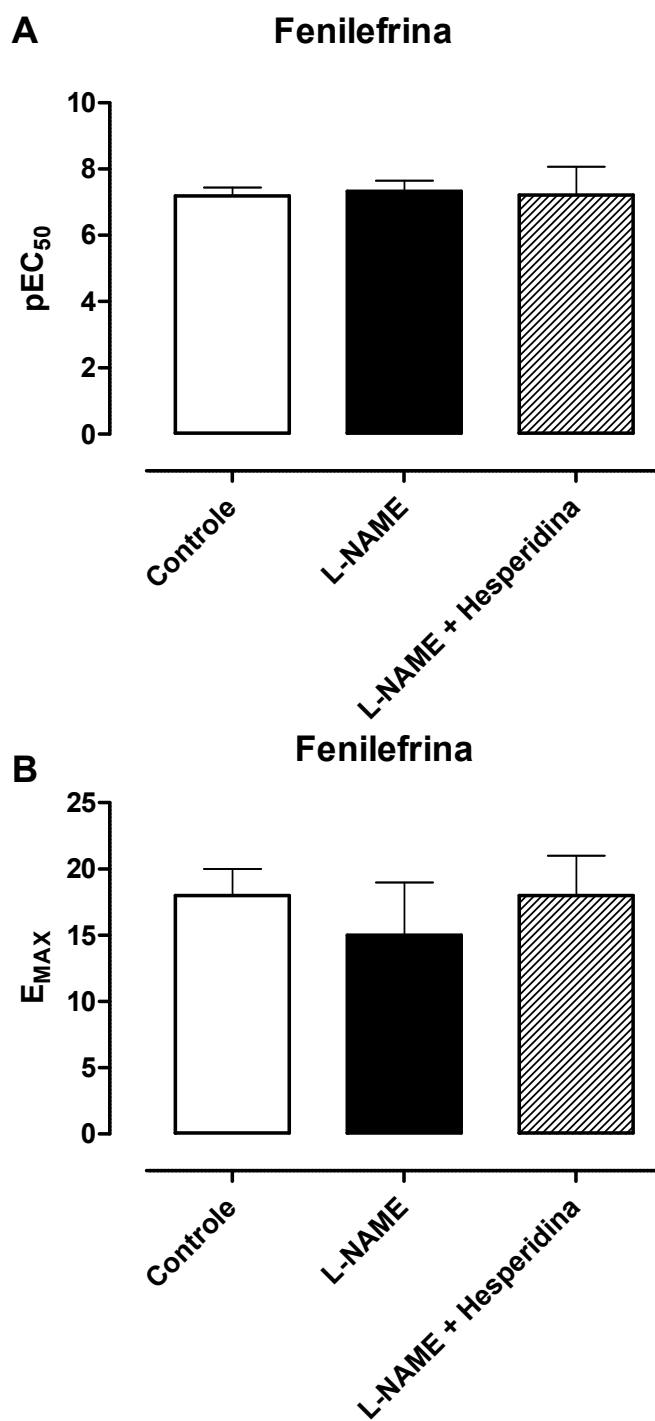 A
Fenilefrina
10
8
6
4
2
0
pEC50
Controle
L-NAME
L-NAME + Hesperidina
B
Fenilefrina
25
20
15
10
5
0
EMAX
Controle
L-NAME
L-NAME + Hesperidina